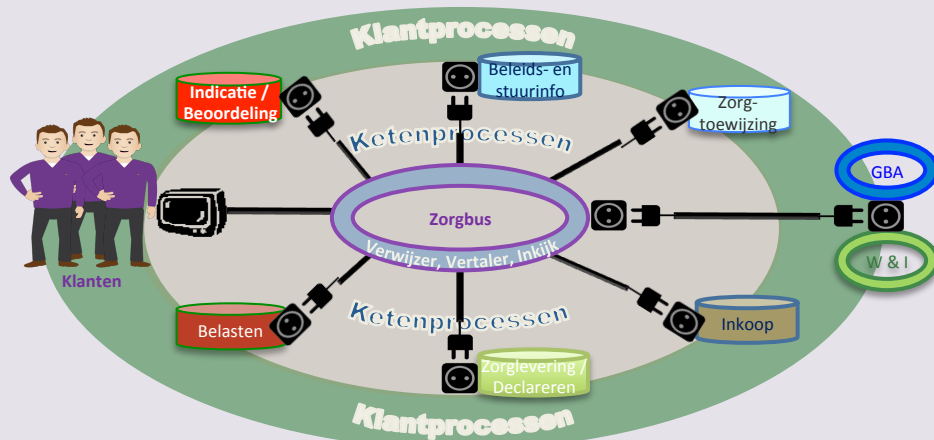 Klantprocessen
Indicatie /
Beoordeling
Beleids- en
stuurinfo
Zorg-
toewijzing
Ketenprocessen
GBA
Zorgbus
Verwijzer, Vertaler, Inkijk
Klanten
W & I
Belasten
Ketenprocessen
Inkoop
Zorglevering /
Declareren
Klantprocessen